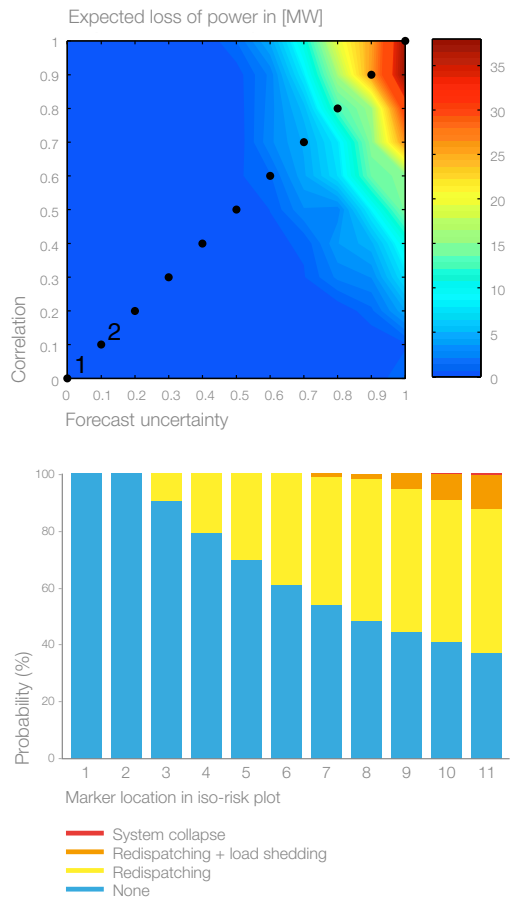 Expected loss of power in [MW]
1
0.9
0.8
0.7
0.6
0.5
0.4
0.3
0.2
0.1
0
Correlation
1
2
0 0.1 0.2 0.3 0.4 0.5 0.6 0.7 0.8 0.9 1
Forecast uncertainty
35
30
25
20
15
10
5
0
100
80
60
40
20
0
Probability (%)
1 2 3 4 5 6 7 8 9 10 11
Marker location in iso-risk plot
System collapse
Redispatching + load shedding
Redispatching
None